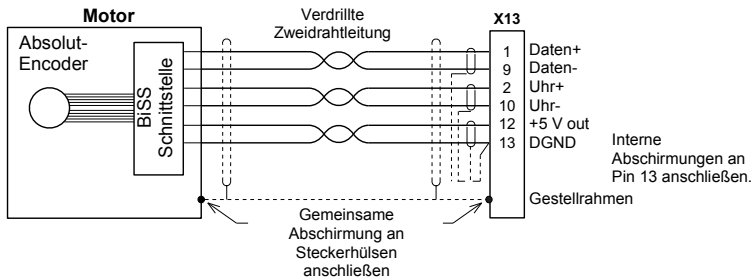 Motor
Absolut-
Encoder
BiSS
Schnittstelle
Verdrillte
Zweidrahtleitung
X13
1 Daten+
9 Daten-
2 Uhr+
10 Uhr-
12 +5 V out
13 DGND
Interne
Abschirmungen an
Pin 13 anschließen.
Gestellrahmen
Gemeinsame
Abschirmung an
Steckerhülsen
anschließen